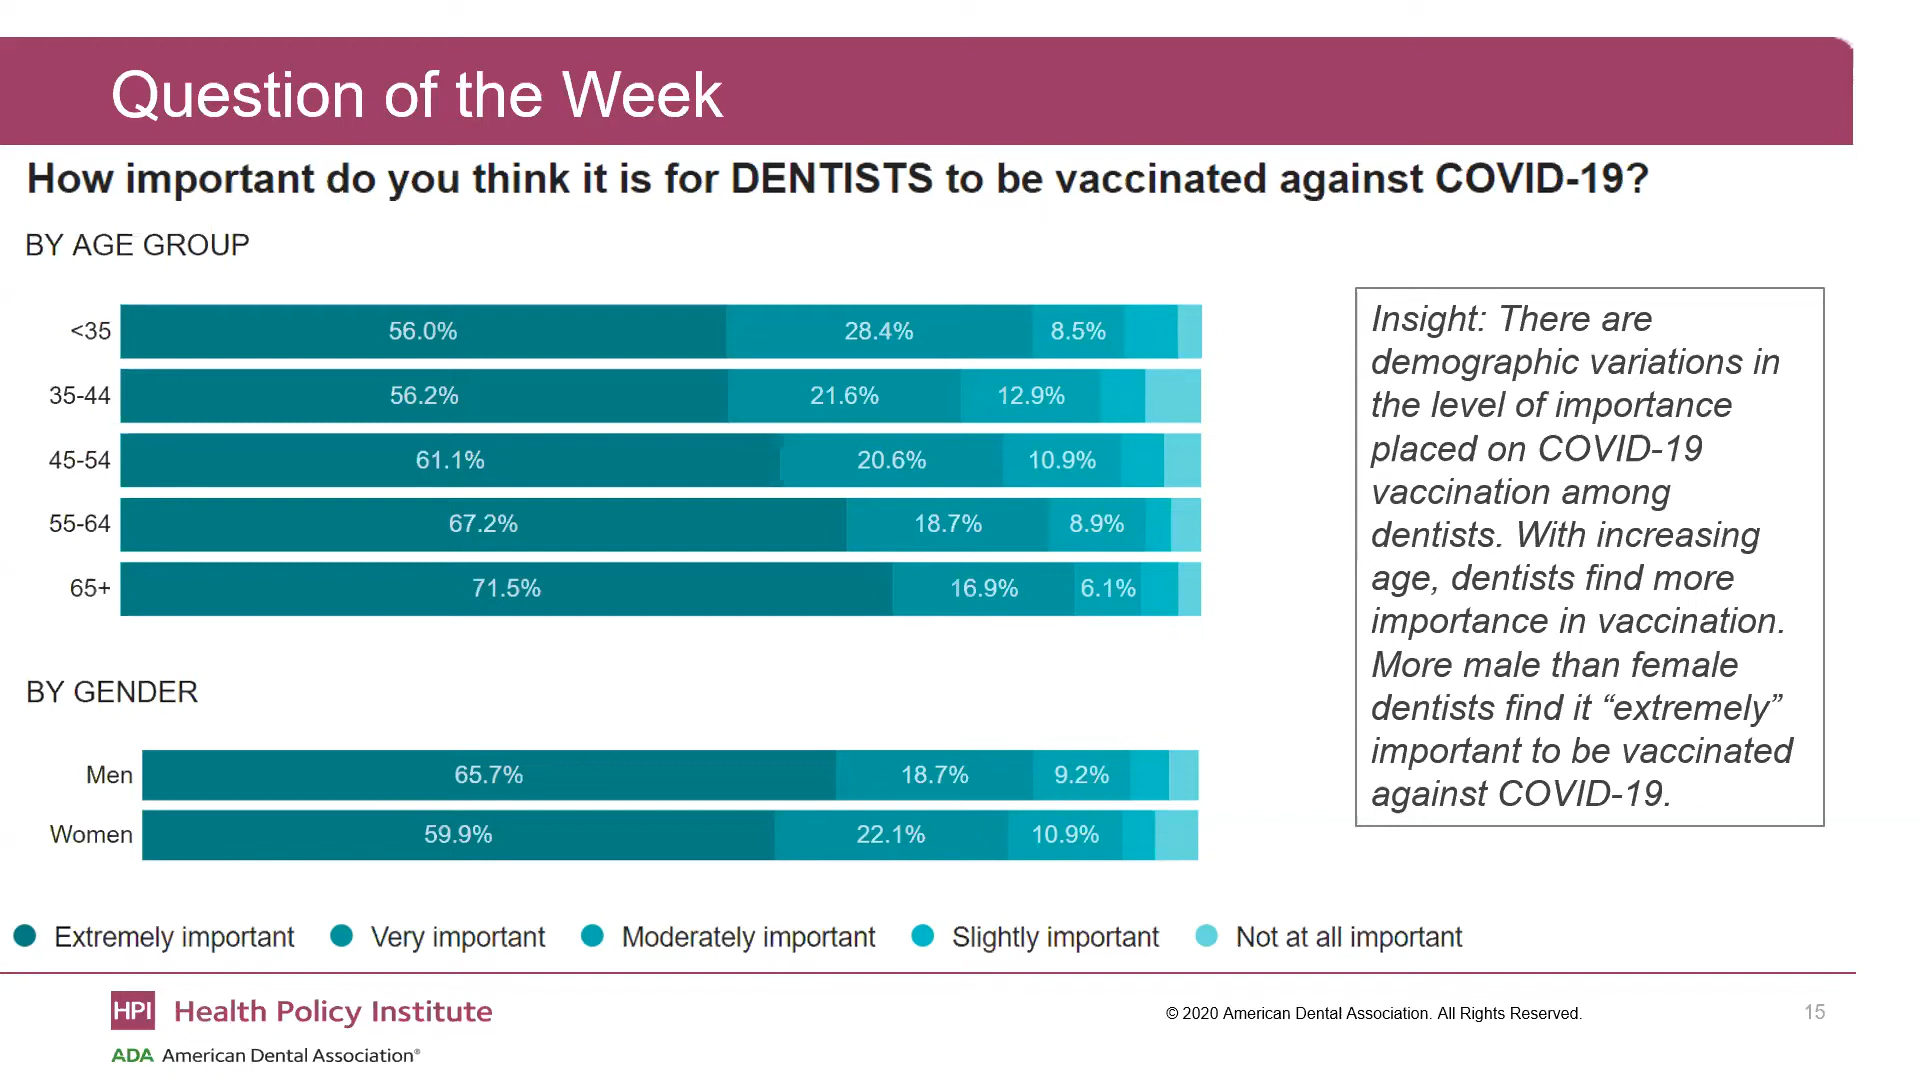 Question of the Week
How important do you think it is for DENTISTS to be vaccinated against COVID-19?
BY AGE GROUP
<35 56.0% 28.4% 8.5%
35-44 56.2% 21.6% 12.9%
45-54 61.1% 20.6% 10.9%
55-64 67.2% 18.7% 8.9%
65+ 71.5% 16.9% 6.1%
BY GENDER
Men 65.7% 18.7% 9.2%
Women 59.9% 22.1% 10.9%
Extremely important Very important Moderately important Slightly important Not at all important
Insight: There are
demographic variations in
the level of importance
placed on COVID-19
vaccination among
dentists. With increasing
age, dentists find more
importance in vaccination.
More male than female
dentists find it “extremely”
important to be vaccinated
against COVID-19.
HPI Health Policy Institute
ADA American Dental Association®
© 2020 American Dental Association. All Rights Reserved.
15